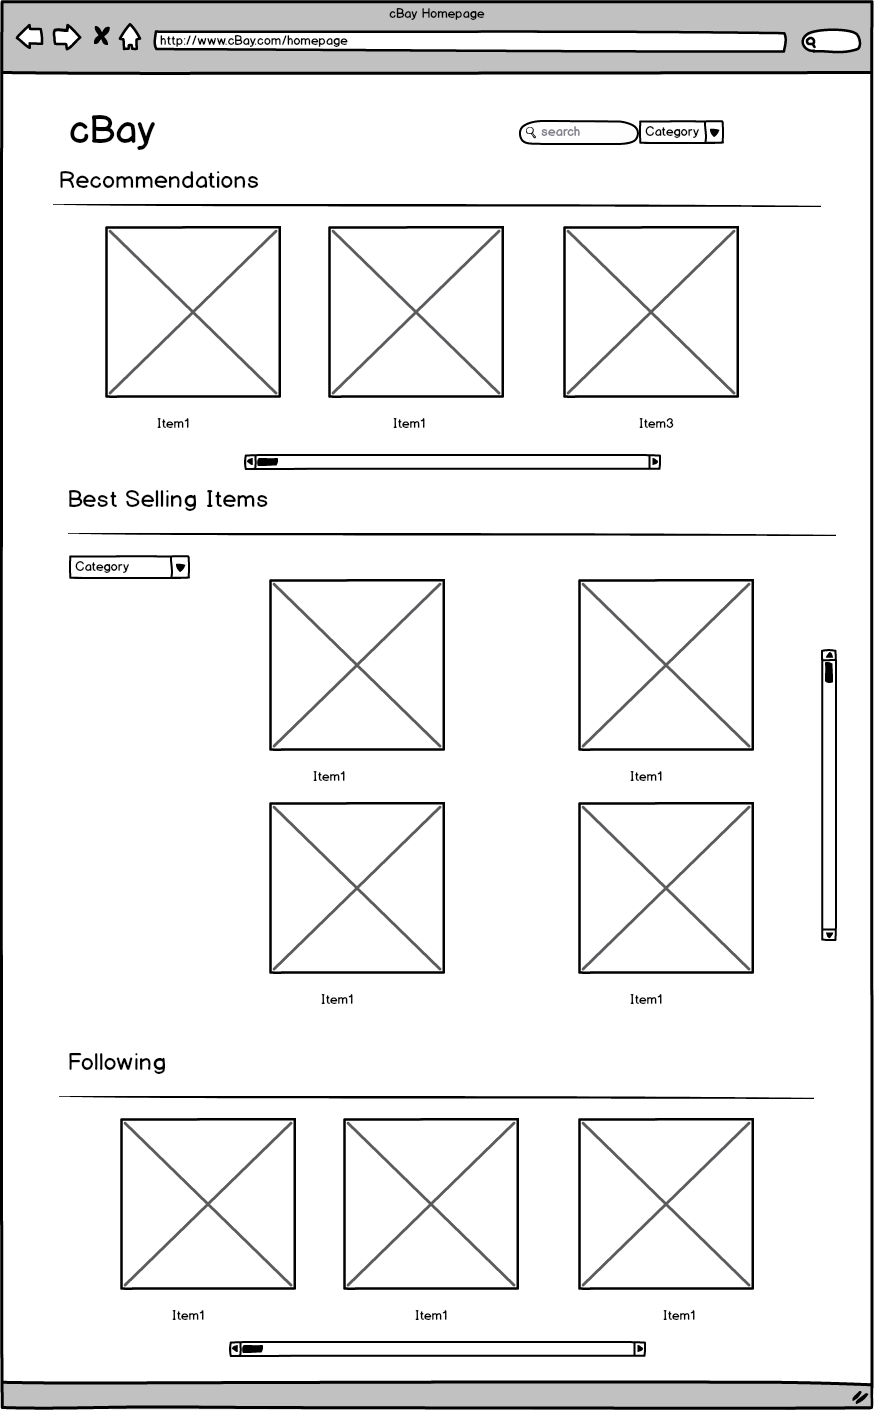 cBay Homepage
http://www.cBay.com/homepage
cBay
search
Category
Recommendations
Item1
Item1
Item3
Best Selling Items
Category
Item1
Item1
Item1
Item1
Following
Item1
Item1
Item1